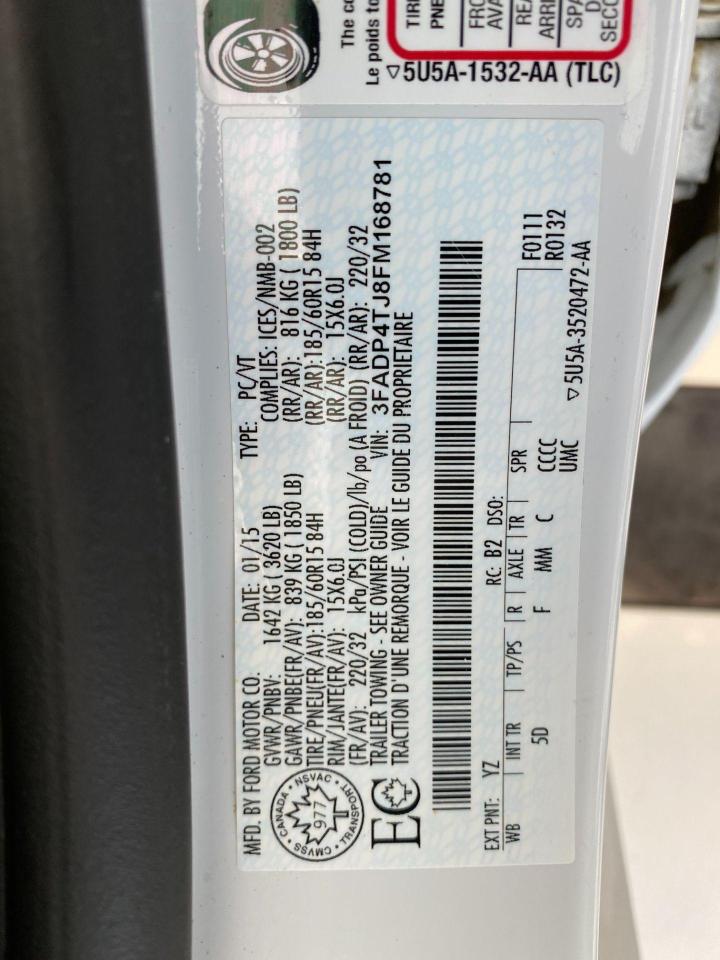 The co
Le poids to
TIRE
PNE
FRO
AVA
REA
ARRI
SPA
D
SECO
▽5U5A-1532-AA (TLC)
MFD. BY FORD MOTOR CO. DATE: 01/15 TYPE: PC/VT
GVWR/PNBV: 1642 KG ( 3620 LB) COMPLIES: ICES/NMB-002
GAWR/PNBE(FR/AV): 839 KG ( 1850 LB) (RR/AR): 816 KG ( 1800 LB)
TIRE/PNEU(FR/AV):185/60R15 84H (RR/AR):185/60R15 84H
RIM/JANTE(FR/AV): 15X6.0J (RR/AR): 15X6.0J
(FR/AV): 220/32 kPa/PSI (COLD)/lb/po (A FROID) (RR/AR): 220/32
TRAILER TOWING - SEE OWNER GUIDE VIN: 3FADP4TJ8FM168781
TRACTION D'UNE REMORQUE - VOIR LE GUIDE DU PROPRIETAIRE
CANADA • NSVAC • TRANSPORT • CMVSS
977
EC
EXT PNT: YZ RC: B2 DSO: F0111
WB INT TR TP/PS R AXLE TR SPR R0132
5D F MM C CCCC
UMC ▽5U5A-3520472-AA